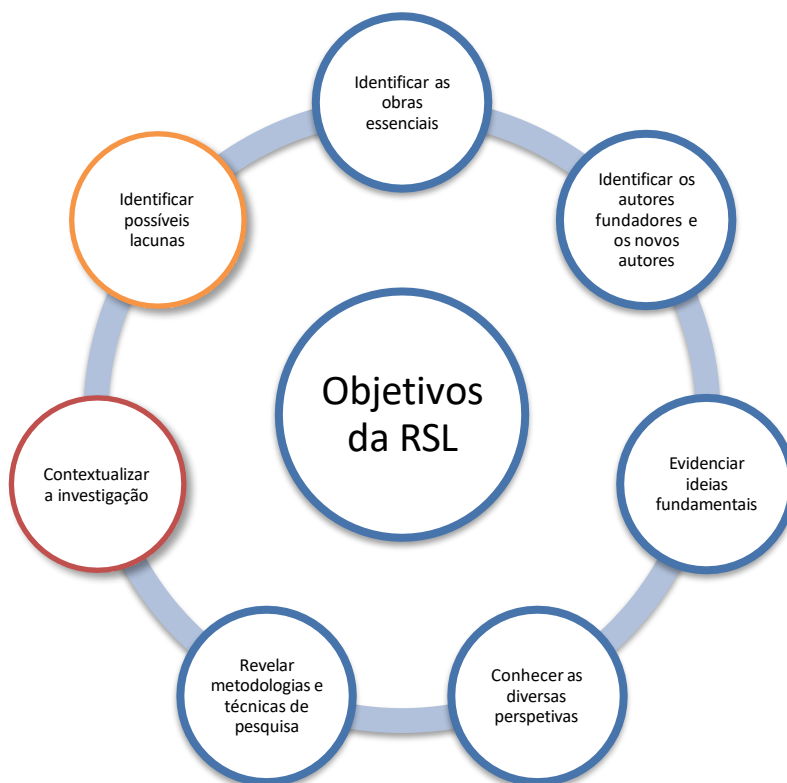 Identificar as
obras
essenciais
Identificar os
autores
fundadores e
os novos
autores
Evidenciar
ideias
fundamentais
Conhecer as
diversas
perspetivas
Revelar
metodologias e
técnicas de
pesquisa
Contextualizar
a investigação
Identificar
possíveis
lacunas
Objetivos
da RSL